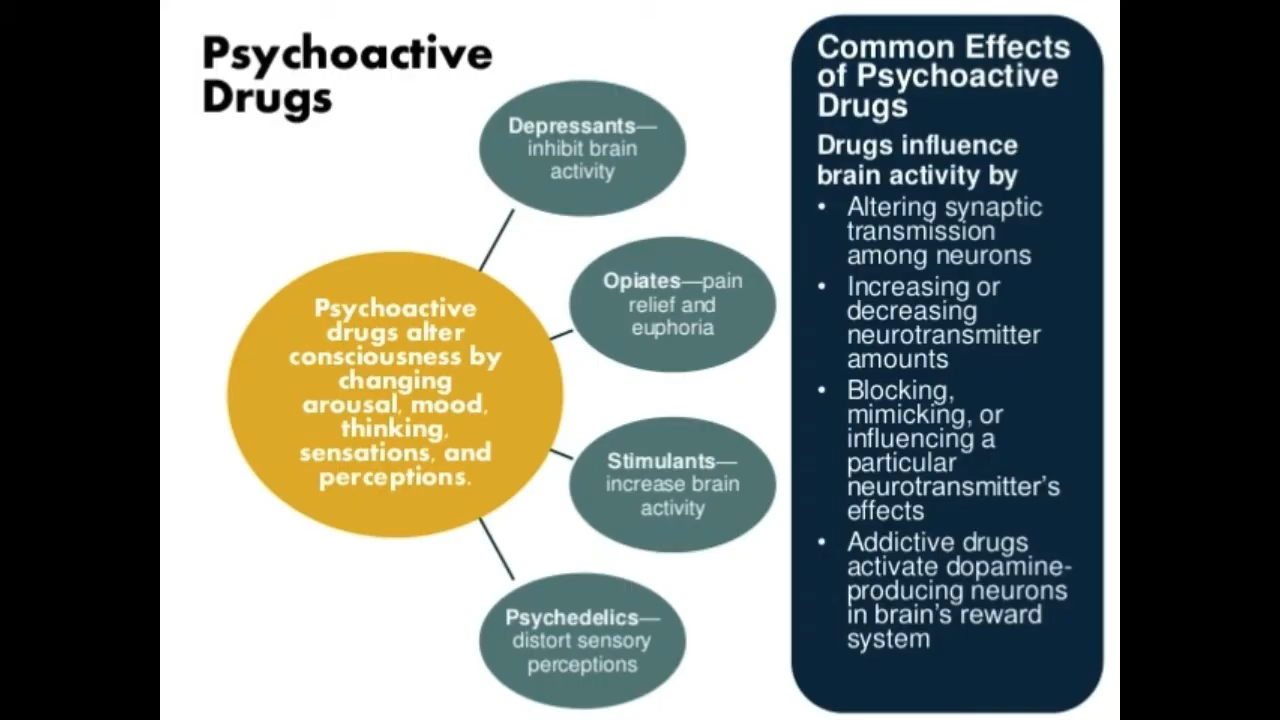 Psychoactive
Drugs
Depressants—
inhibit brain
activity
Opiates—pain
relief and
euphoria
Psychoactive
drugs alter
consciousness by
changing
arousal, mood,
thinking,
sensations, and
perceptions.
Stimulants—
increase brain
activity
Psychedelics—
distort sensory
perceptions
Common Effects
of Psychoactive
Drugs
Drugs influence
brain activity by
• Altering synaptic
transmission
among neurons
• Increasing or
decreasing
neurotransmitter
amounts
• Blocking,
mimicking, or
influencing a
particular
neurotransmitter's
effects
• Addictive drugs
activate dopamine-
producing neurons
in brain's reward
system